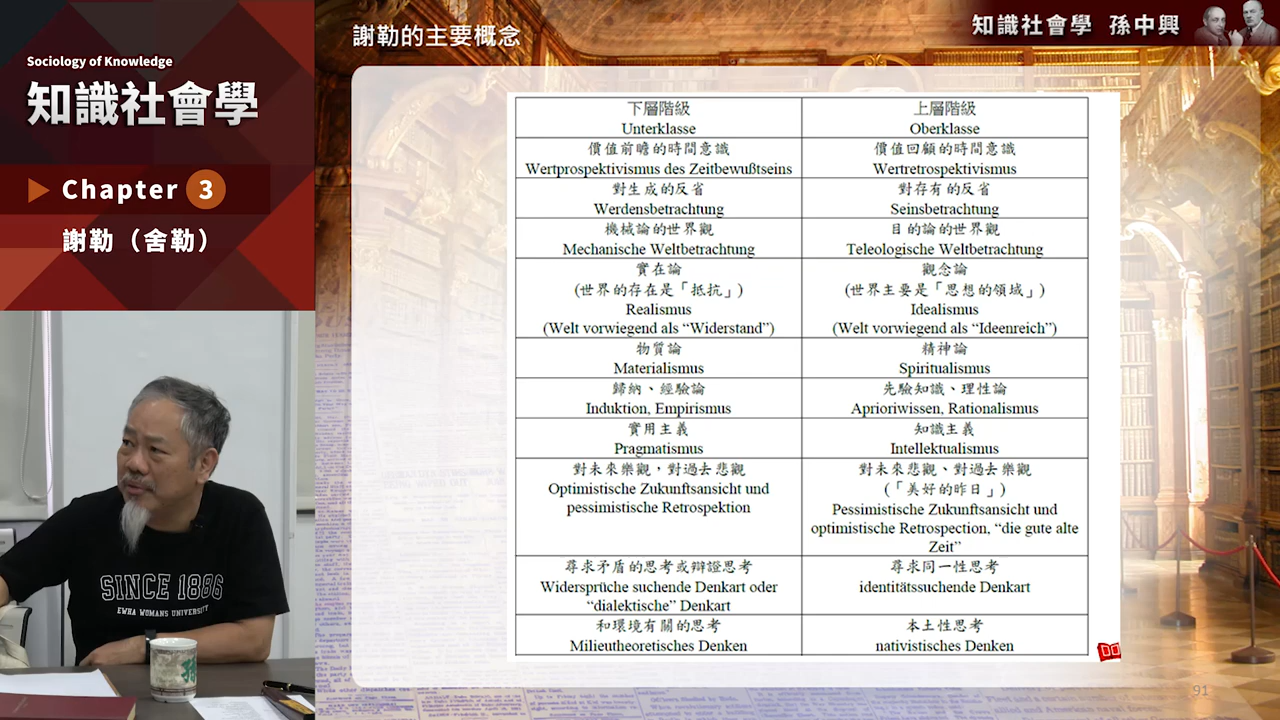 Sociology of Knowledge
知識社會學
Chapter 3
謝勒（舍勒）
謝勒的主要概念
知識社會學 孫中興
下層階級
Unterklasse
上層階級
Oberklasse
價值前瞻的時間意識
Wertprospektivismus des Zeitbewußtseins
價值回顧的時間意識
Wertretrospektivismus
對生成的反省
Werdensbetrachtung
對存有的反省
Seinsbetrachtung
機械論的世界觀
Mechanische Weltbetrachtung
目的論的世界觀
Teleologische Weltbetrachtung
實在論
(世界的存在是「抵抗」)
Realismus
(Welt vorwiegend als “Widerstand”)
觀念論
(世界主要是「思想的領域」)
Idealismus
(Welt vorwiegend als “Ideenreich”)
物質論
Materialismus
精神論
Spiritualismus
歸納、經驗論
Induktion, Empirismus
先驗知識、理性論
Aprioriwissen, Rationalismus
實用主義
Pragmatismus
知識主義
Intellektualismus
對未來樂觀，對過去悲觀
Optimistische Zukunftsansicht und
pessimistische Retrospektion
對未來悲觀、對過去樂觀
(「美好的昨日」)
Pessimistische Zukunftsansicht und
optimistische Retrospection, “die gute alte
Zeit”
尋求矛盾的思考或辯證思考
Widersprüche suchende Denkart oder
“dialektische” Denkart
尋求同一性思考
identitätssuchende Denkart
和環境有關的思考
Milieutheoretisches Denken
本土性思考
nativistisches Denken
91
SINCE 1886
EWHA WOMANS UNIVERSITY